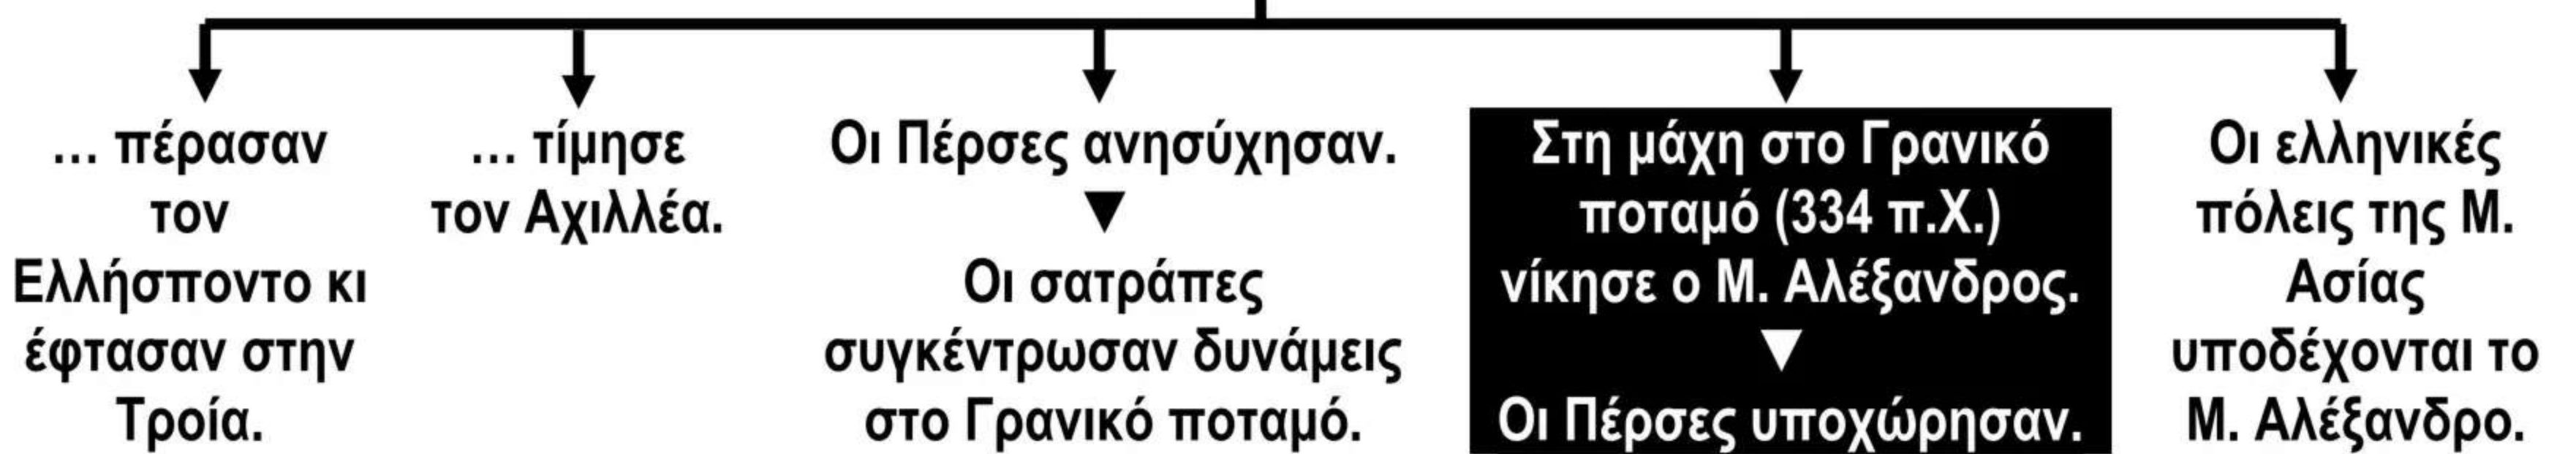 … πέρασαν
τον
Ελλήσποντο κι
έφτασαν στην
Τροία.
… τίμησε
τον Αχιλλέα.
Οι Πέρσες ανησύχησαν.
Οι σατράπες
συγκέντρωσαν δυνάμεις
στο Γρανικό ποταμό.
Στη μάχη στο Γρανικό
ποταμό (334 π.Χ.)
νίκησε ο Μ. Αλέξανδρος.
Οι Πέρσες υποχώρησαν.
Οι ελληνικές
πόλεις της Μ.
Ασίας
υποδέχονται το
Μ. Αλέξανδρο.